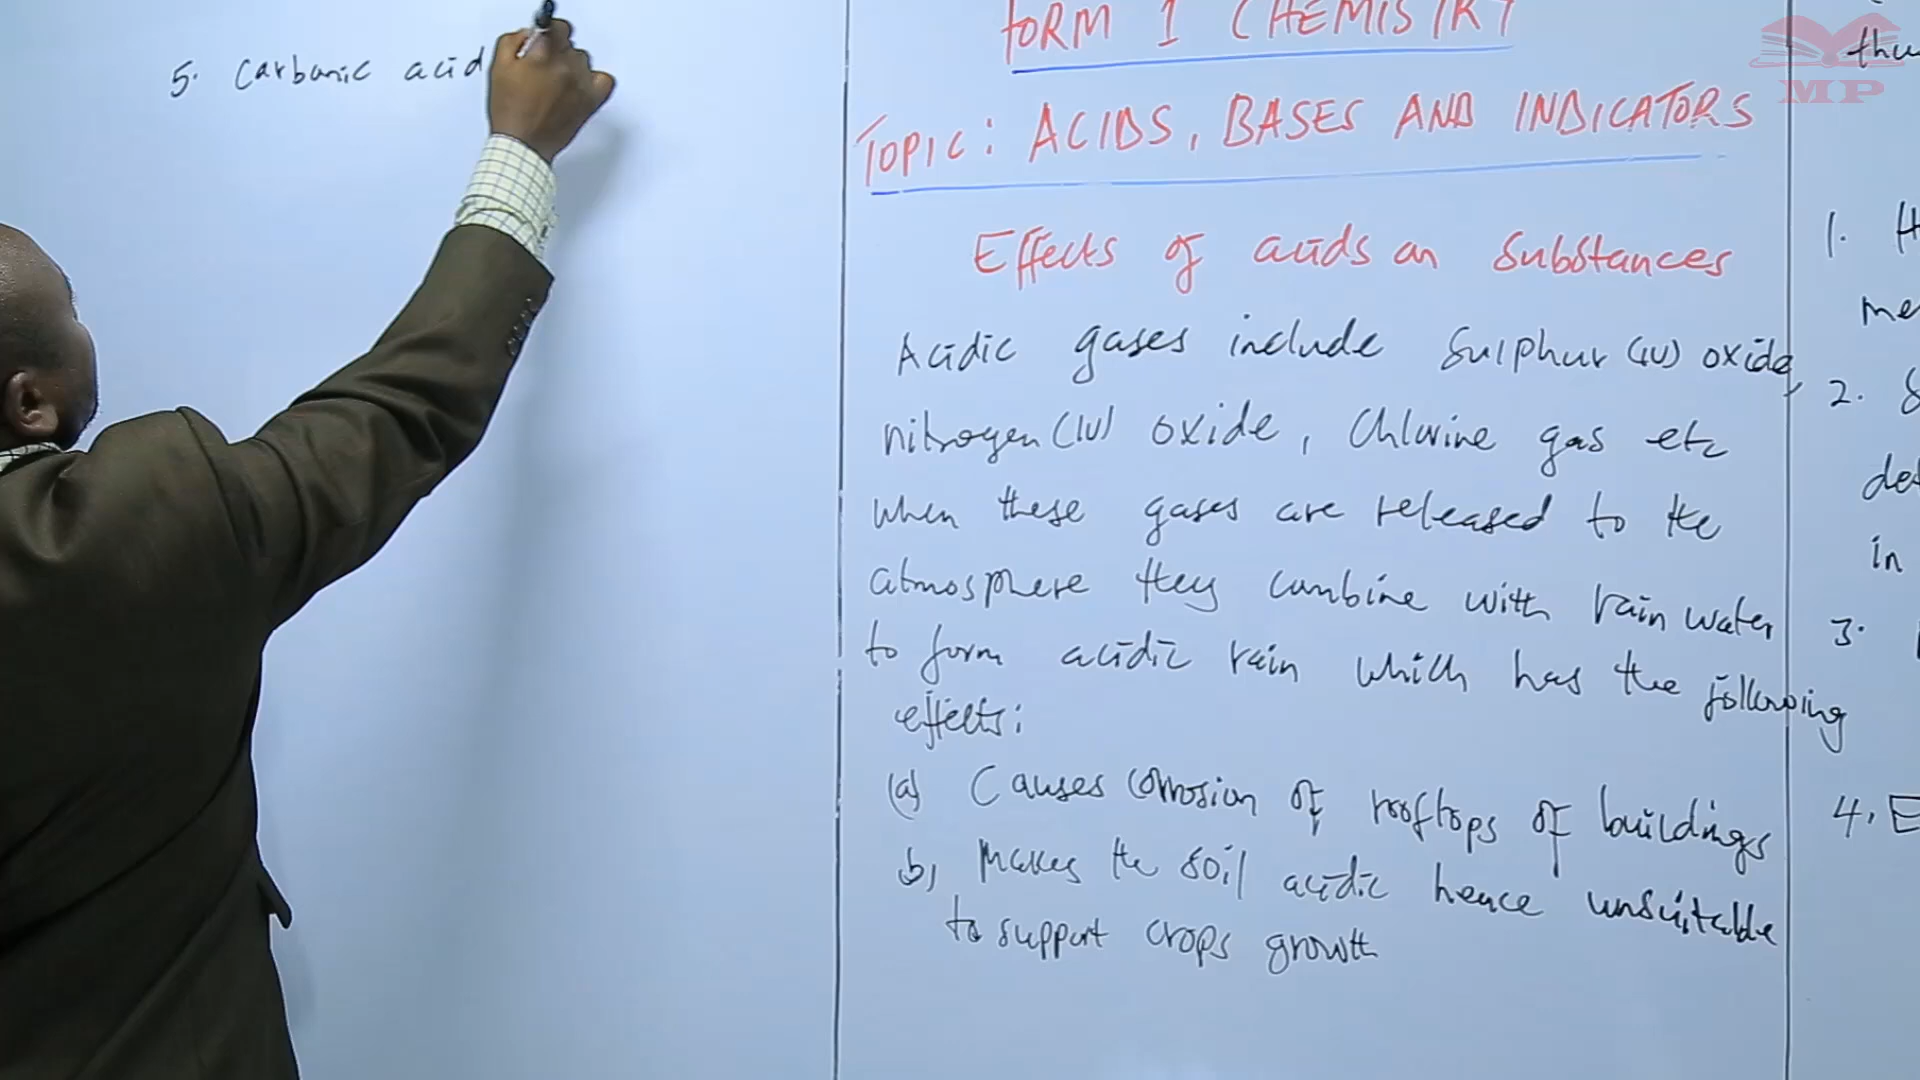 5. Carbonic acid
FORM 1 CHEMISTRY
TOPIC: ACIDS, BASES AND INDICATORS
Effects of acids on Substances
Acidic gases include Sulphur (IV) oxide,
nitrogen (IV) oxide, Chlorine gas etc
when these gases are released to the
atmosphere they combine with rain water
to form acidic rain which has the following
effects:
(a) Causes corrosion of rooftops of buildings
b) Makes the soil acidic hence unsuitable
to support crops growth
MP
1.
2.
in
3.
4.